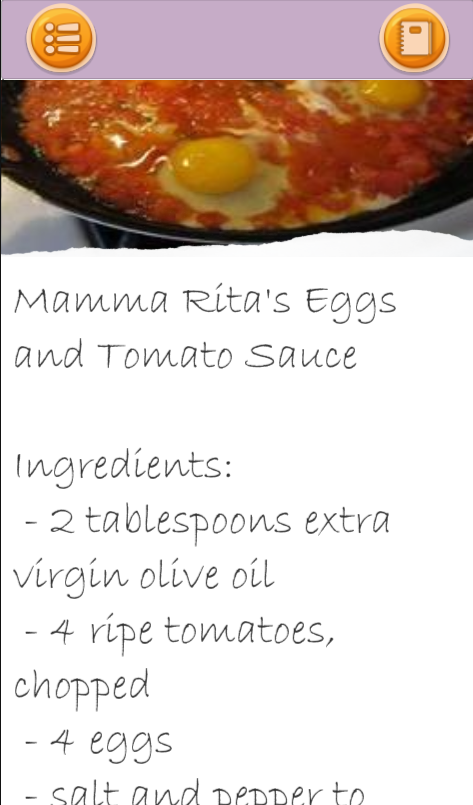 Mamma Rita's Eggs
and Tomato Sauce
Ingredients:
- 2 tablespoons extra
virgin olive oil
- 4 ripe tomatoes,
chopped
- 4 eggs
- salt and pepper to